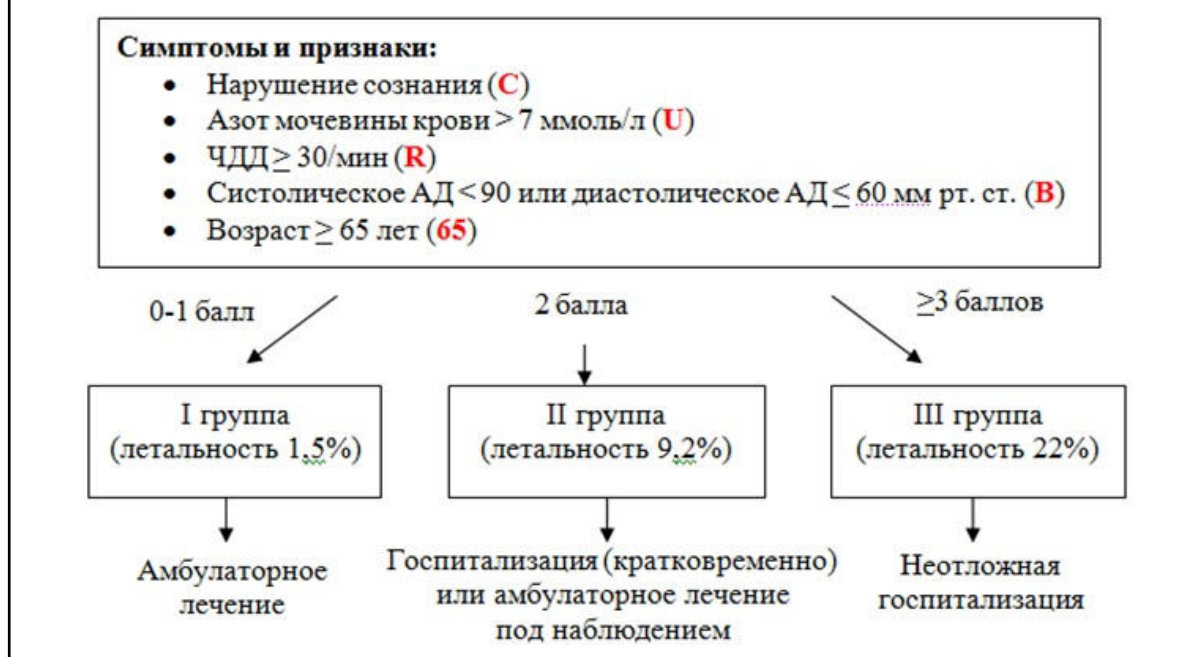 Симптомы и признаки:
• Нарушение сознания (C)
• Азот мочевины крови > 7 ммоль/л (U)
• ЧДД ≥ 30/мин (R)
• Систолическое АД < 90 или диастолическое АД ≤ 60 мм рт. ст. (B)
• Возраст ≥ 65 лет (65)
0-1 балл
2 балла
≥3 баллов
I группа
(летальность 1,5%)
II группа
(летальность 9,2%)
III группа
(летальность 22%)
Амбулаторное
лечение
Госпитализация (кратковременно)
или амбулаторное лечение
под наблюдением
Неотложная
госпитализация